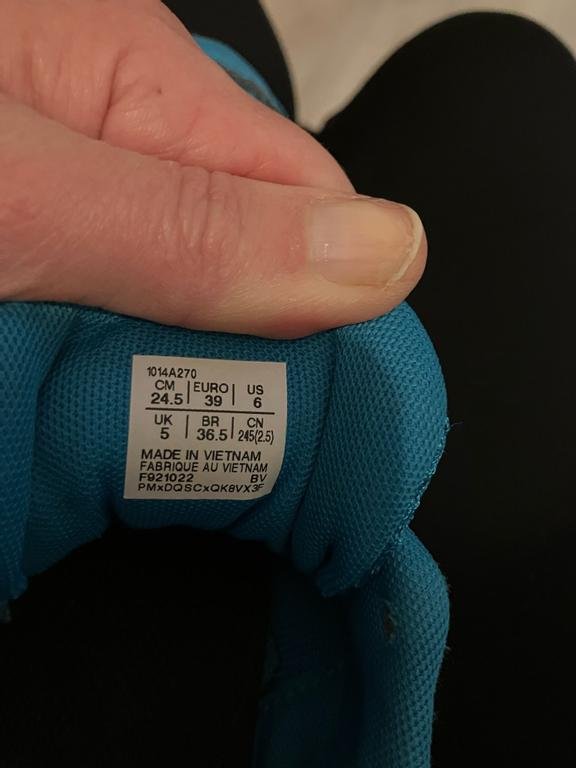 1014A270
CM EURO US
24.5 39 6
UK BR CN
5 36.5 245(2.5)
MADE IN VIETNAM
FABRIQUE AU VIETNAM
F921022 BV
PMxDQSCxQK8VX3F